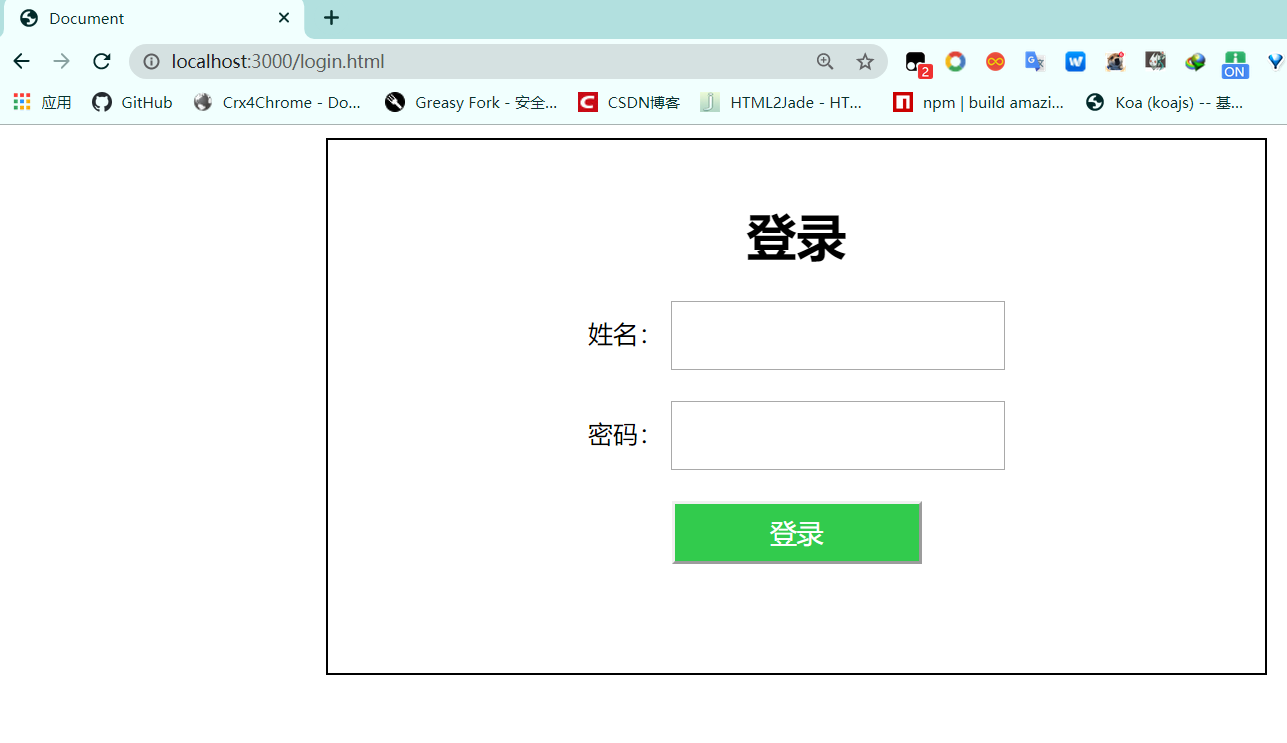 Document
localhost:3000/login.html
2
ON
应用
GitHub
Crx4Chrome - Do...
Greasy Fork - 安全...
CSDN博客
HTML2Jade - HT...
npm | build amazi...
Koa (koajs) -- 基...
登录
姓名：
密码：
登录